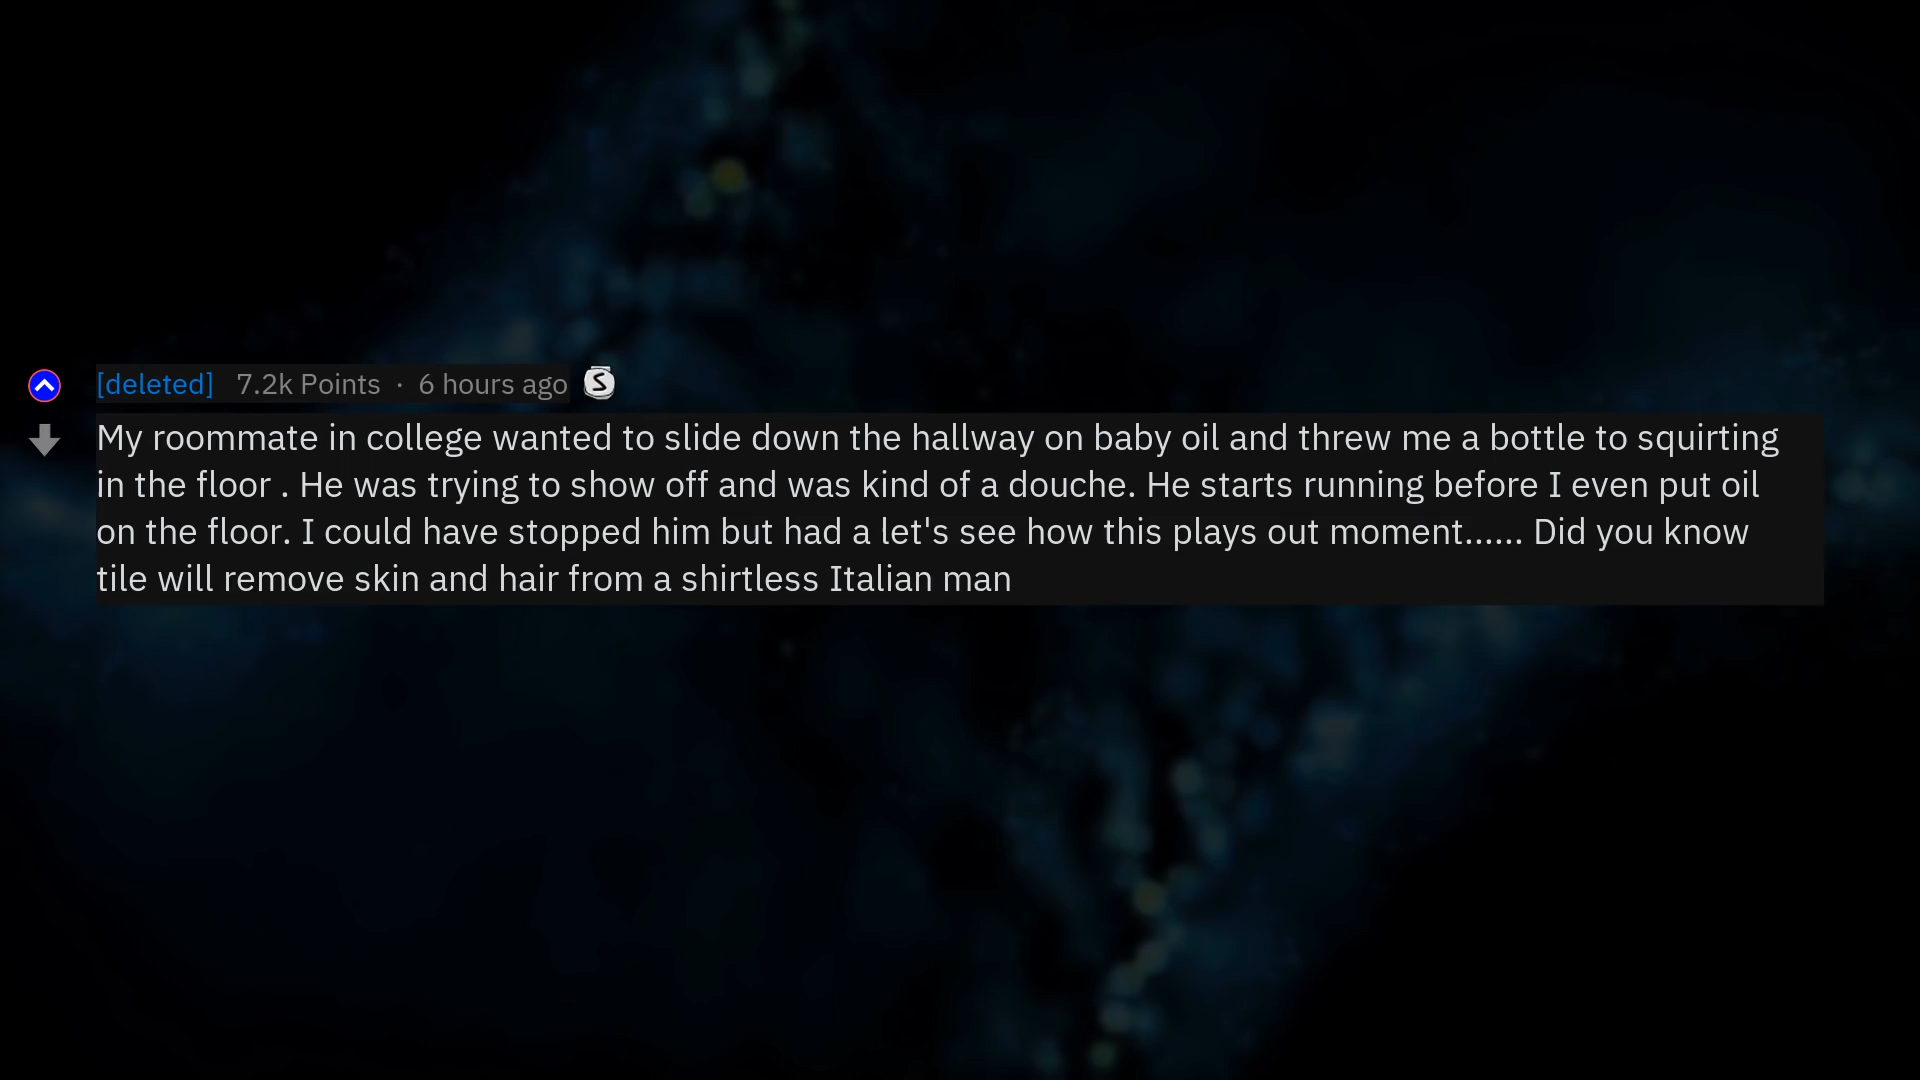 [deleted] 7.2k Points · 6 hours ago S
My roommate in college wanted to slide down the hallway on baby oil and threw me a bottle to squirting
in the floor . He was trying to show off and was kind of a douche. He starts running before I even put oil
on the floor. I could have stopped him but had a let's see how this plays out moment...... Did you know
tile will remove skin and hair from a shirtless Italian man